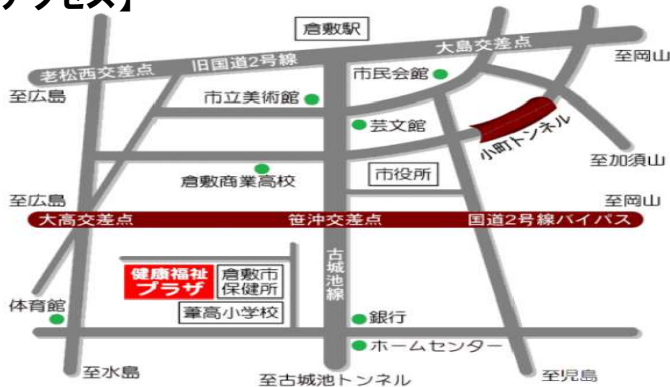 アクセス】
倉敷駅
大島交差点
至岡山
旧国道2号線
老松西交差点
市民会館
至広島
市立美術館
芸文館
小町トンネル
至加須山
倉敷商業高校
市役所
至広島
至岡山
大高交差点
笹沖交差点
国道2号線バイパス
古城池線
健康福祉
プラザ
倉敷市
保健所
葦高小学校
体育館
銀行
ホームセンター
至水島
至古城池トンネル
至児島